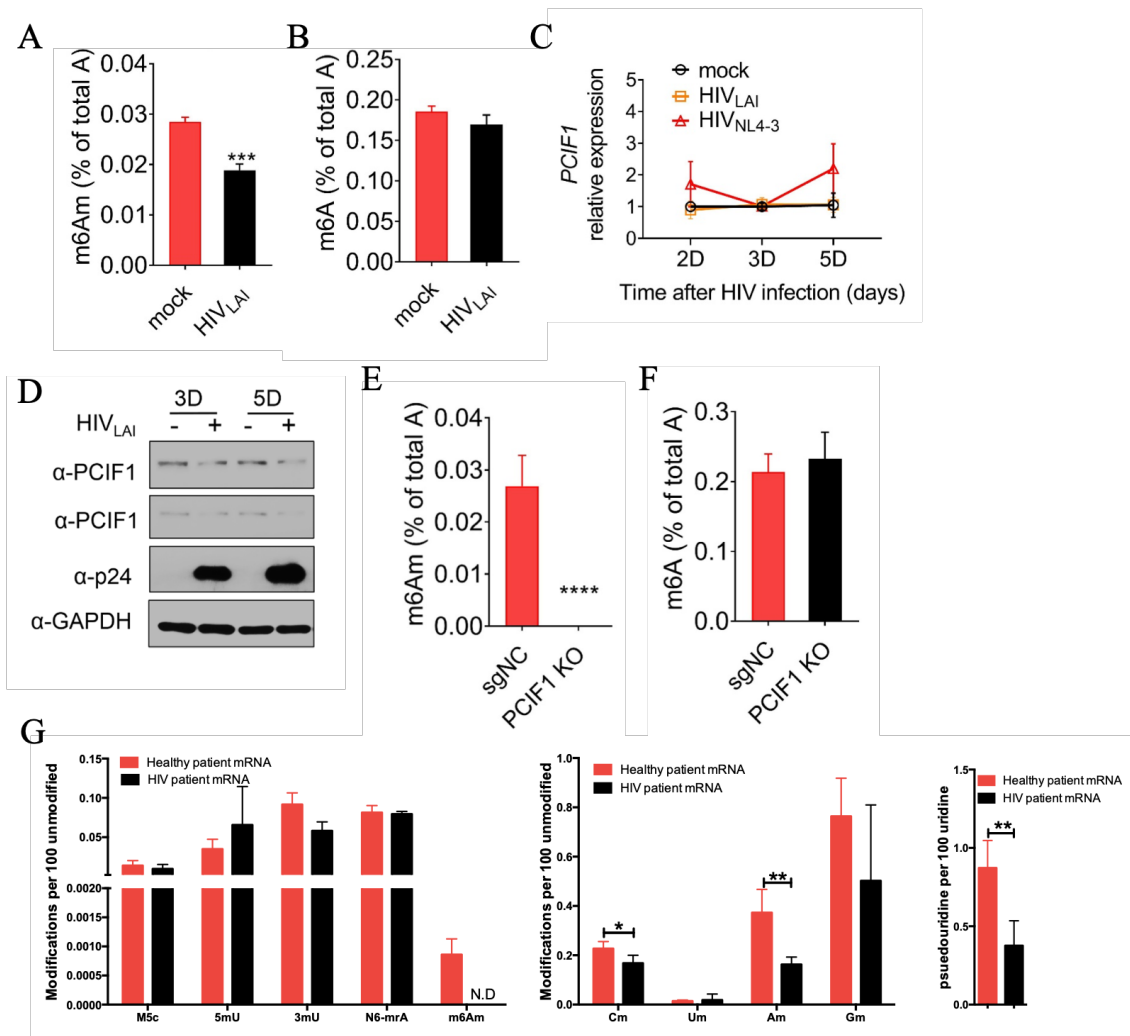 A
m6Am (% of total A)
0.04
0.03
0.02
0.01
0.00
***
mock
HIVLAI
B
m6A (% of total A)
0.25
0.20
0.15
0.10
0.05
0.00
mock
HIVLAI
C
PCIF1
relative expression
5
4
3
2
1
0
mock
HIVLAI
HIVNL4-3
2D 3D 5D
Time after HIV infection (days)
D
3D 5D
HIVLAI - + - +
α-PCIF1
α-PCIF1
α-p24
α-GAPDH
E
m6Am (% of total A)
0.04
0.03
0.02
0.01
0.00
****
sgNC
PCIF1 KO
F
m6A (% of total A)
0.3
0.2
0.1
0.0
sgNC
PCIF1 KO
G
Modifications per 100 unmodified
0.15
0.10
0.05
0.0020
0.0015
0.0010
0.0005
0.0000
Healthy patient mRNA
HIV patient mRNA
N.D
M5c 5mU 3mU N6-mrA m6Am
Modifications per 100 unmodified
1.0
0.8
0.6
0.4
0.2
0.0
Healthy patient mRNA
HIV patient mRNA
*
**
Cm Um Am Gm
psuedouridine per 100 uridine
1.5
1.0
0.5
0.0
Healthy patient mRNA
HIV patient mRNA
**